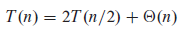 T(n) = 2T(n/2) + Θ(n)